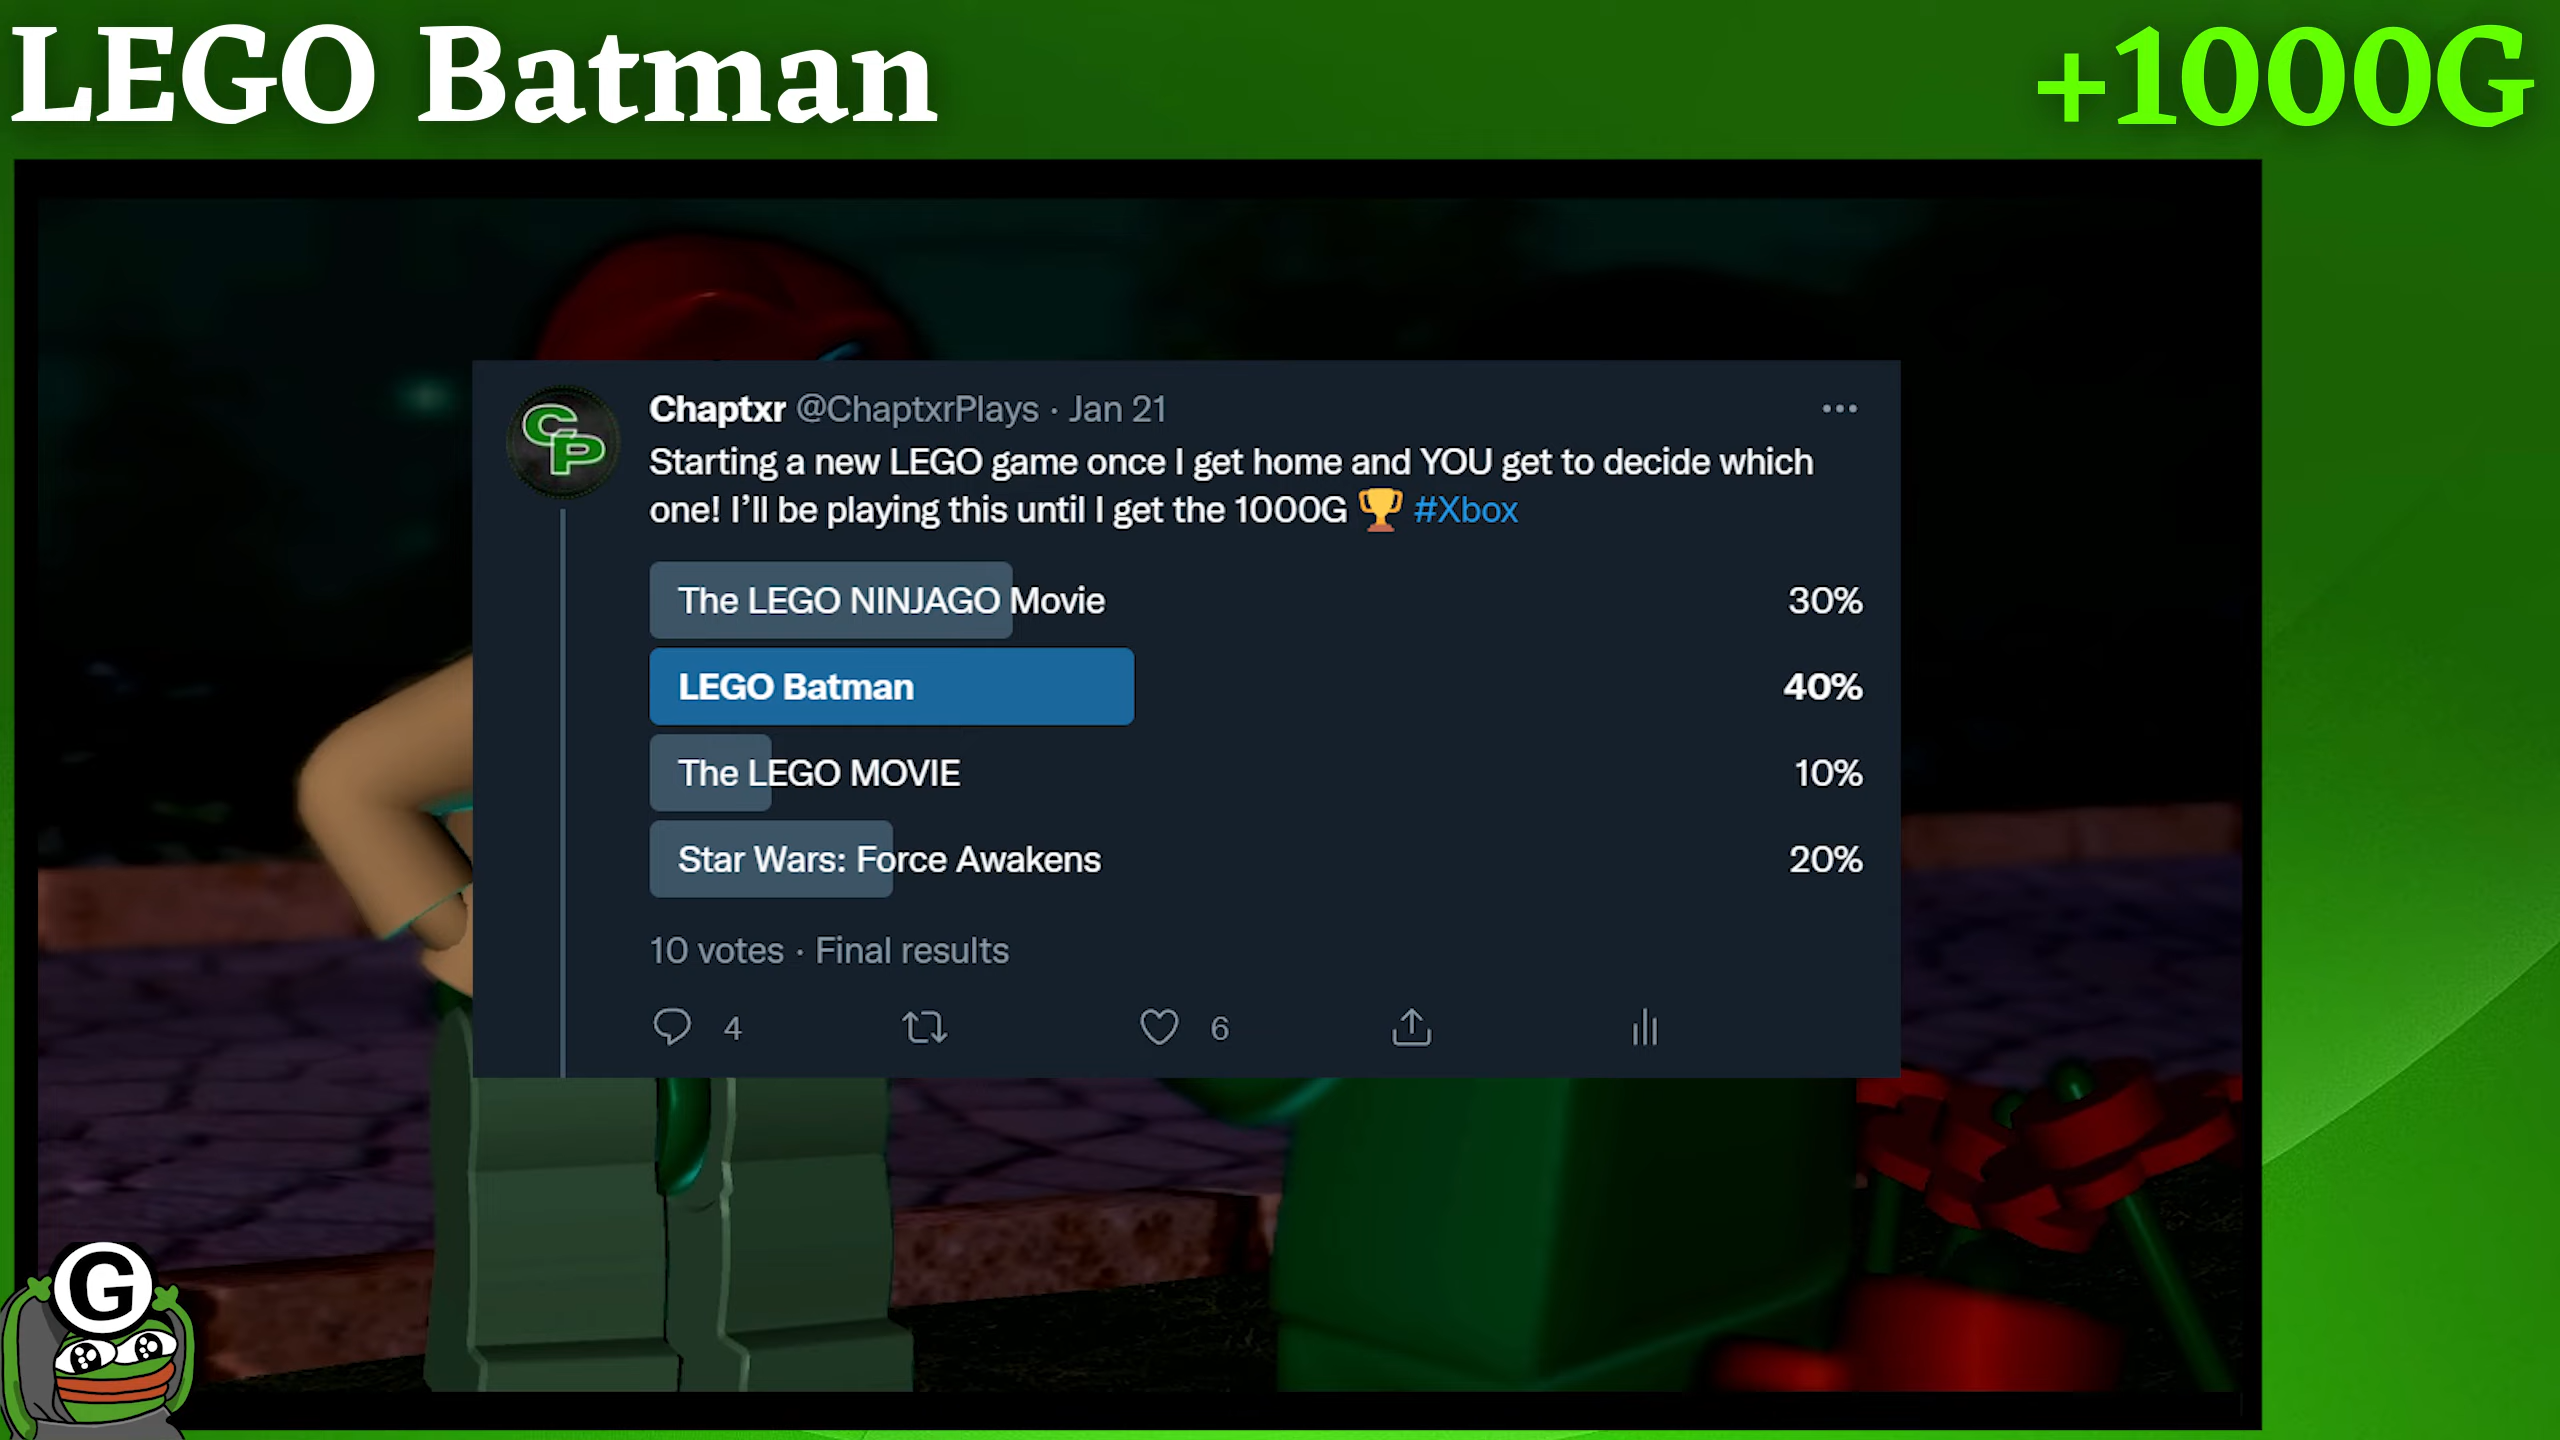 LEGO Batman
+1000G
CP
Chaptxr @ChaptxrPlays · Jan 21
Starting a new LEGO game once I get home and YOU get to decide which
one! I’ll be playing this until I get the 1000G 🏆 #Xbox
The LEGO NINJAGO Movie 30%
LEGO Batman 40%
The LEGO MOVIE 10%
Star Wars: Force Awakens 20%
10 votes · Final results
4 6
G